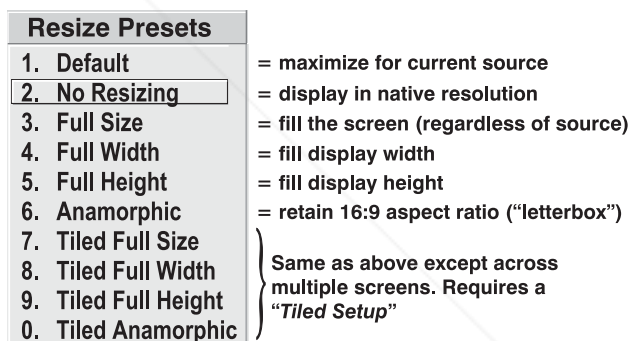 Resize Presets
1. Default = maximize for current source
2. No Resizing = display in native resolution
3. Full Size = fill the screen (regardless of source)
4. Full Width = fill display width
5. Full Height = fill display height
6. Anamorphic = retain 16:9 aspect ratio (“letterbox”)
7. Tiled Full Size
8. Tiled Full Width
9. Tiled Full Height
0. Tiled Anamorphic
Same as above except across
multiple screens. Requires a
“Tiled Setup”